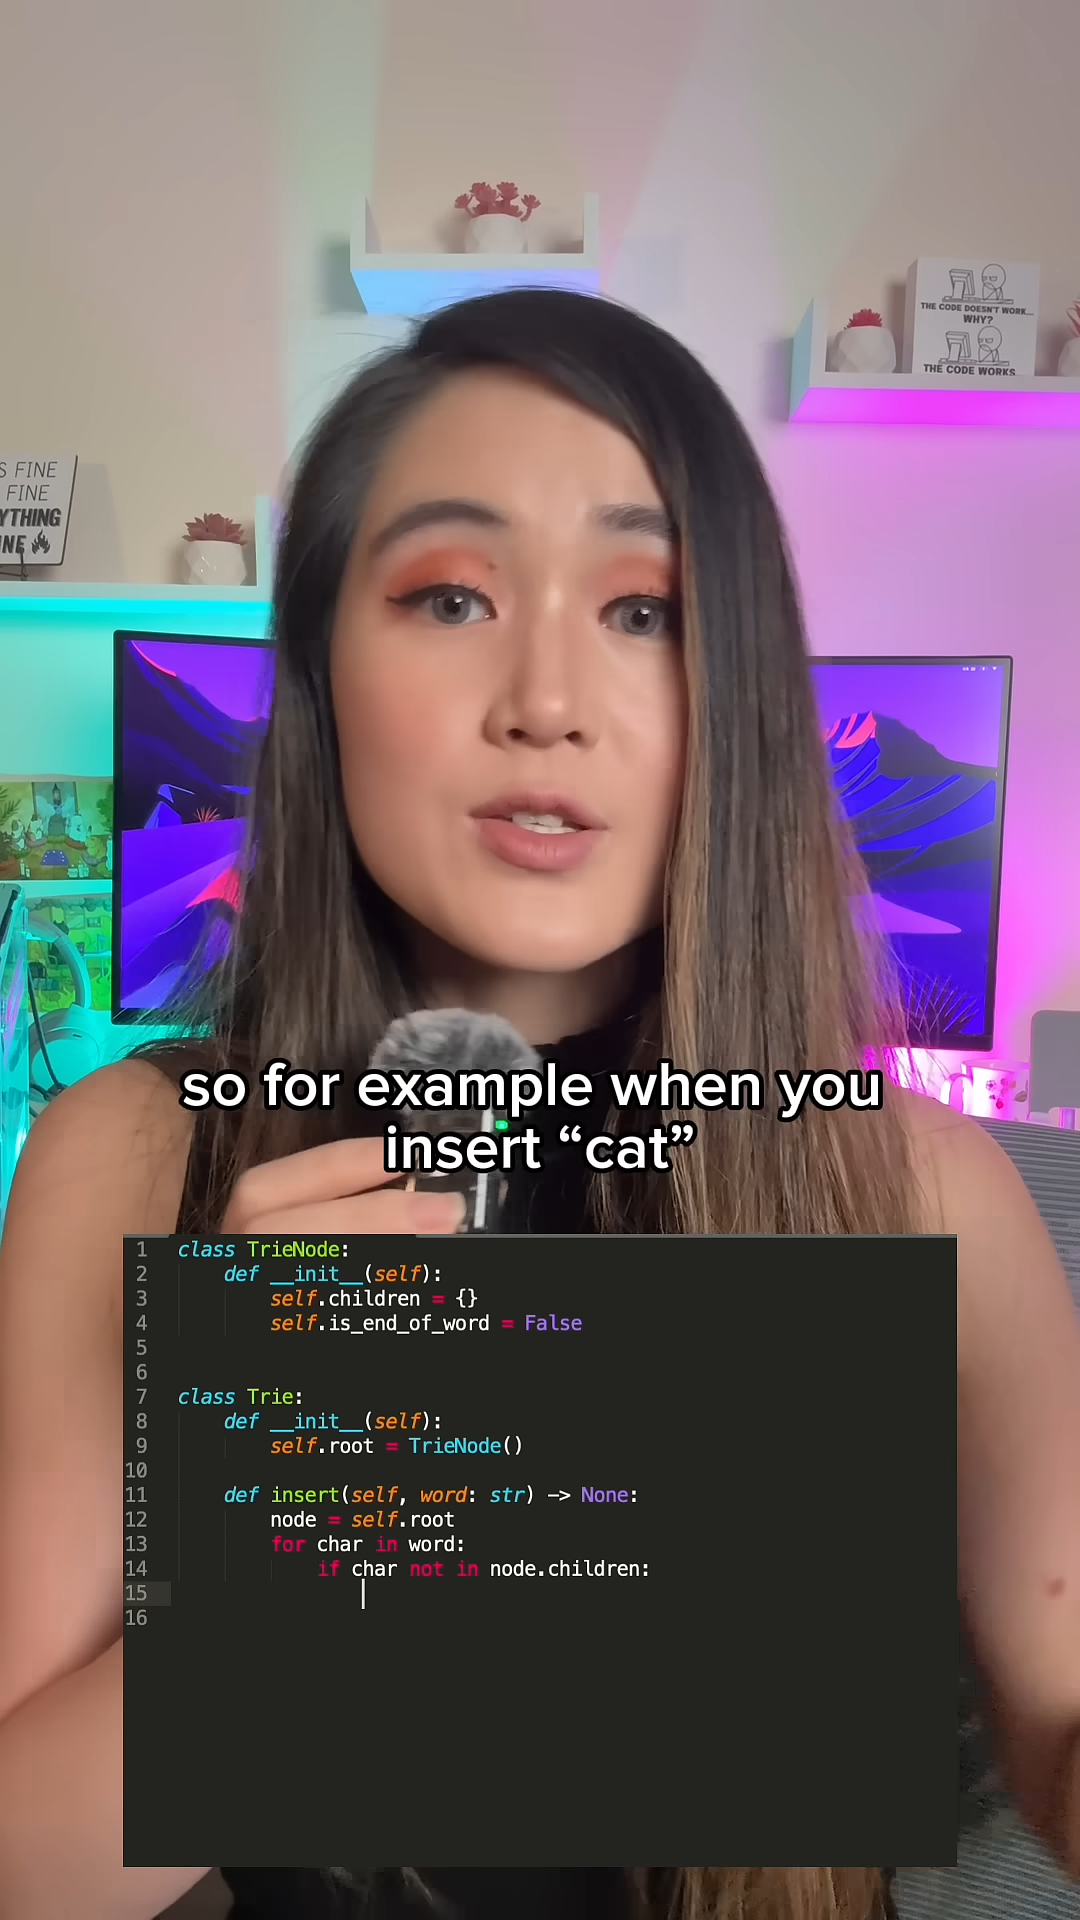 THE CODE DOESN'T WORK...
WHY?
THE CODE WORKS
S FINE
FINE
YTHING
INE
so for example when you
insert “cat”
1 class TrieNode:
2     def __init__(self):
3         self.children = {}
4         self.is_end_of_word = False
5
6
7 class Trie:
8     def __init__(self):
9         self.root = TrieNode()
10
11     def insert(self, word: str) -> None:
12         node = self.root
13         for char in word:
14             if char not in node.children:
15
16